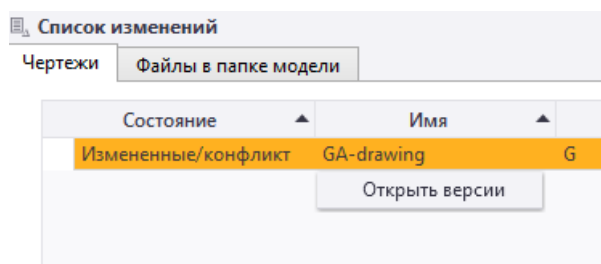 Список изменений
Чертежи Файлы в папке модели
Состояние Имя
Измененные/конфликт GA-drawing G
Открыть версии